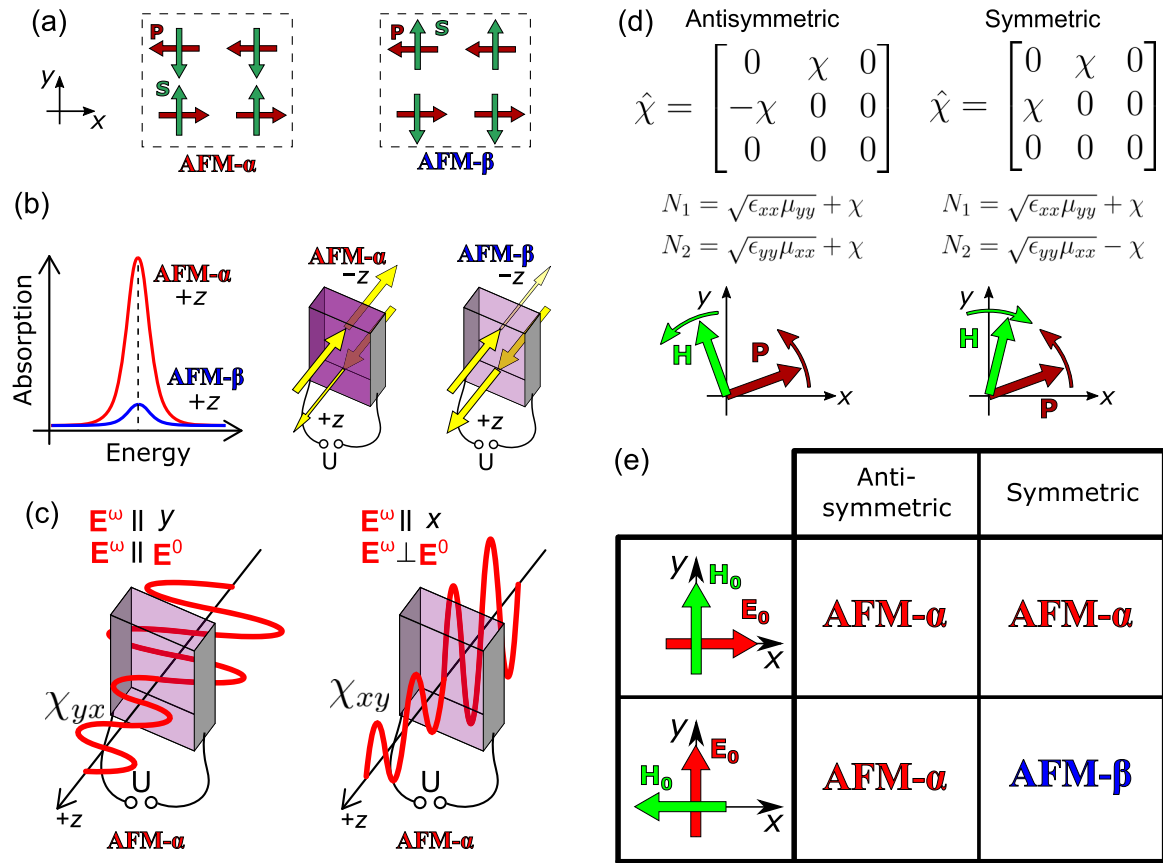 (a)
P
S
y
x
AFM-α
P
S
AFM-β
(b)
Absorption
Energy
AFM-α
+z
AFM-β
+z
AFM-α
−z
+z
U
AFM-β
−z
+z
U
(c)
E^ω || y
E^ω || E^0
χ_yx
U
+z
AFM-α
E^ω || x
E^ω ⊥ E^0
χ_xy
U
+z
AFM-α
(d)
Antisymmetric
χ̂ = [ 0 χ 0
−χ 0 0
0 0 0 ]
N_1 = √(ϵ_xx μ_yy) + χ
N_2 = √(ϵ_yy μ_xx) + χ
y
H
P
x
Symmetric
χ̂ = [ 0 χ 0
χ 0 0
0 0 0 ]
N_1 = √(ϵ_xx μ_yy) + χ
N_2 = √(ϵ_yy μ_xx) − χ
y
H
P
x
(e)
Anti-
symmetric
Symmetric
y
H_0
E_0
x
AFM-α
AFM-α
y
E_0
H_0
x
AFM-α
AFM-β